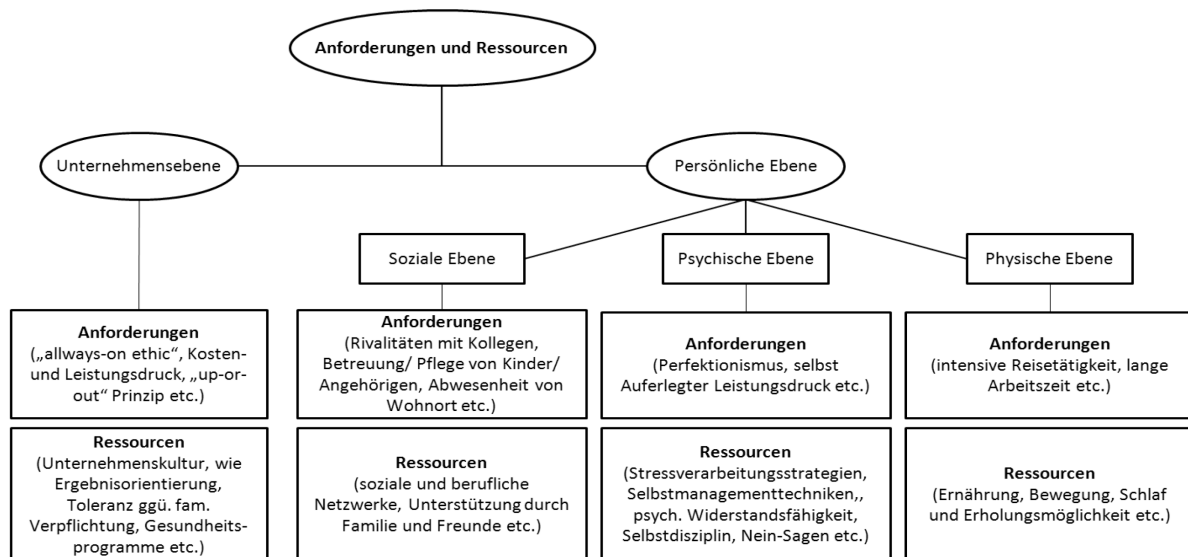 Anforderungen und Ressourcen
Unternehmensebene
Persönliche Ebene
Soziale Ebene
Psychische Ebene
Physische Ebene
Anforderungen
(„allways-on ethic“, Kosten-
und Leistungsdruck, „up-or-
out“ Prinzip etc.)
Anforderungen
(Rivalitäten mit Kollegen,
Betreuung/ Pflege von Kinder/
Angehörigen, Abwesenheit von
Wohnort etc.)
Anforderungen
(Perfektionismus, selbst
Auferlegter Leistungsdruck etc.)
Anforderungen
(intensive Reisetätigkeit, lange
Arbeitszeit etc.)
Ressourcen
(Unternehmenskultur, wie
Ergebnisorientierung,
Toleranz ggü. fam.
Verpflichtung, Gesundheits-
programme etc.)
Ressourcen
(soziale und berufliche
Netzwerke, Unterstützung durch
Familie und Freunde etc.)
Ressourcen
(Stressverarbeitungsstrategien,
Selbstmanagementtechniken,,
psych. Widerstandsfähigkeit,
Selbstdisziplin, Nein-Sagen etc.)
Ressourcen
(Ernährung, Bewegung, Schlaf
und Erholungsmöglichkeit etc.)